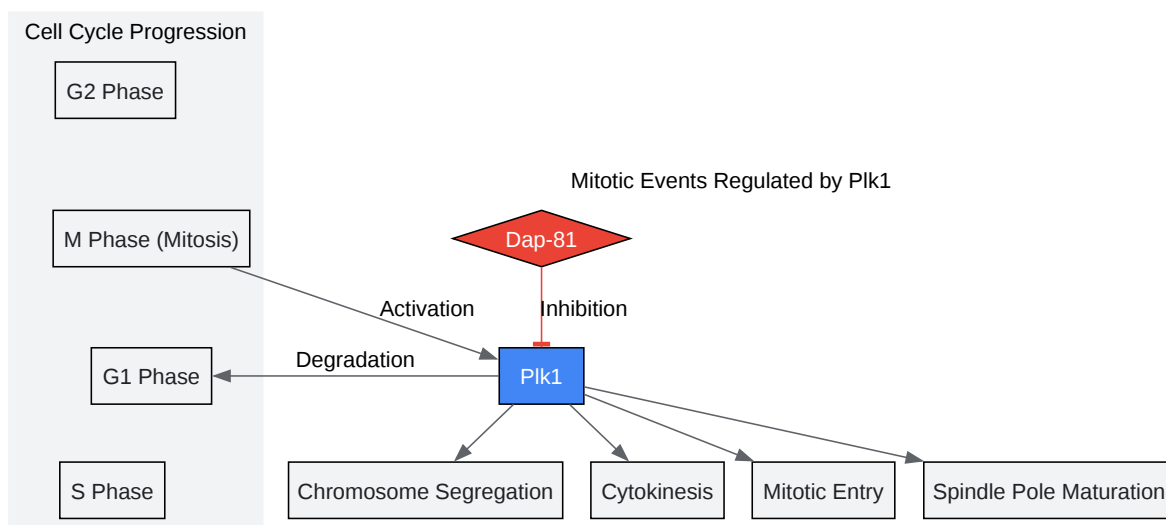 Cell Cycle Progression
G2 Phase
Mitotic Events Regulated by Plk1
M Phase (Mitosis)
Dap-81
Activation
Inhibition
Degradation
G1 Phase
Plk1
S Phase
Chromosome Segregation
Cytokinesis
Mitotic Entry
Spindle Pole Maturation